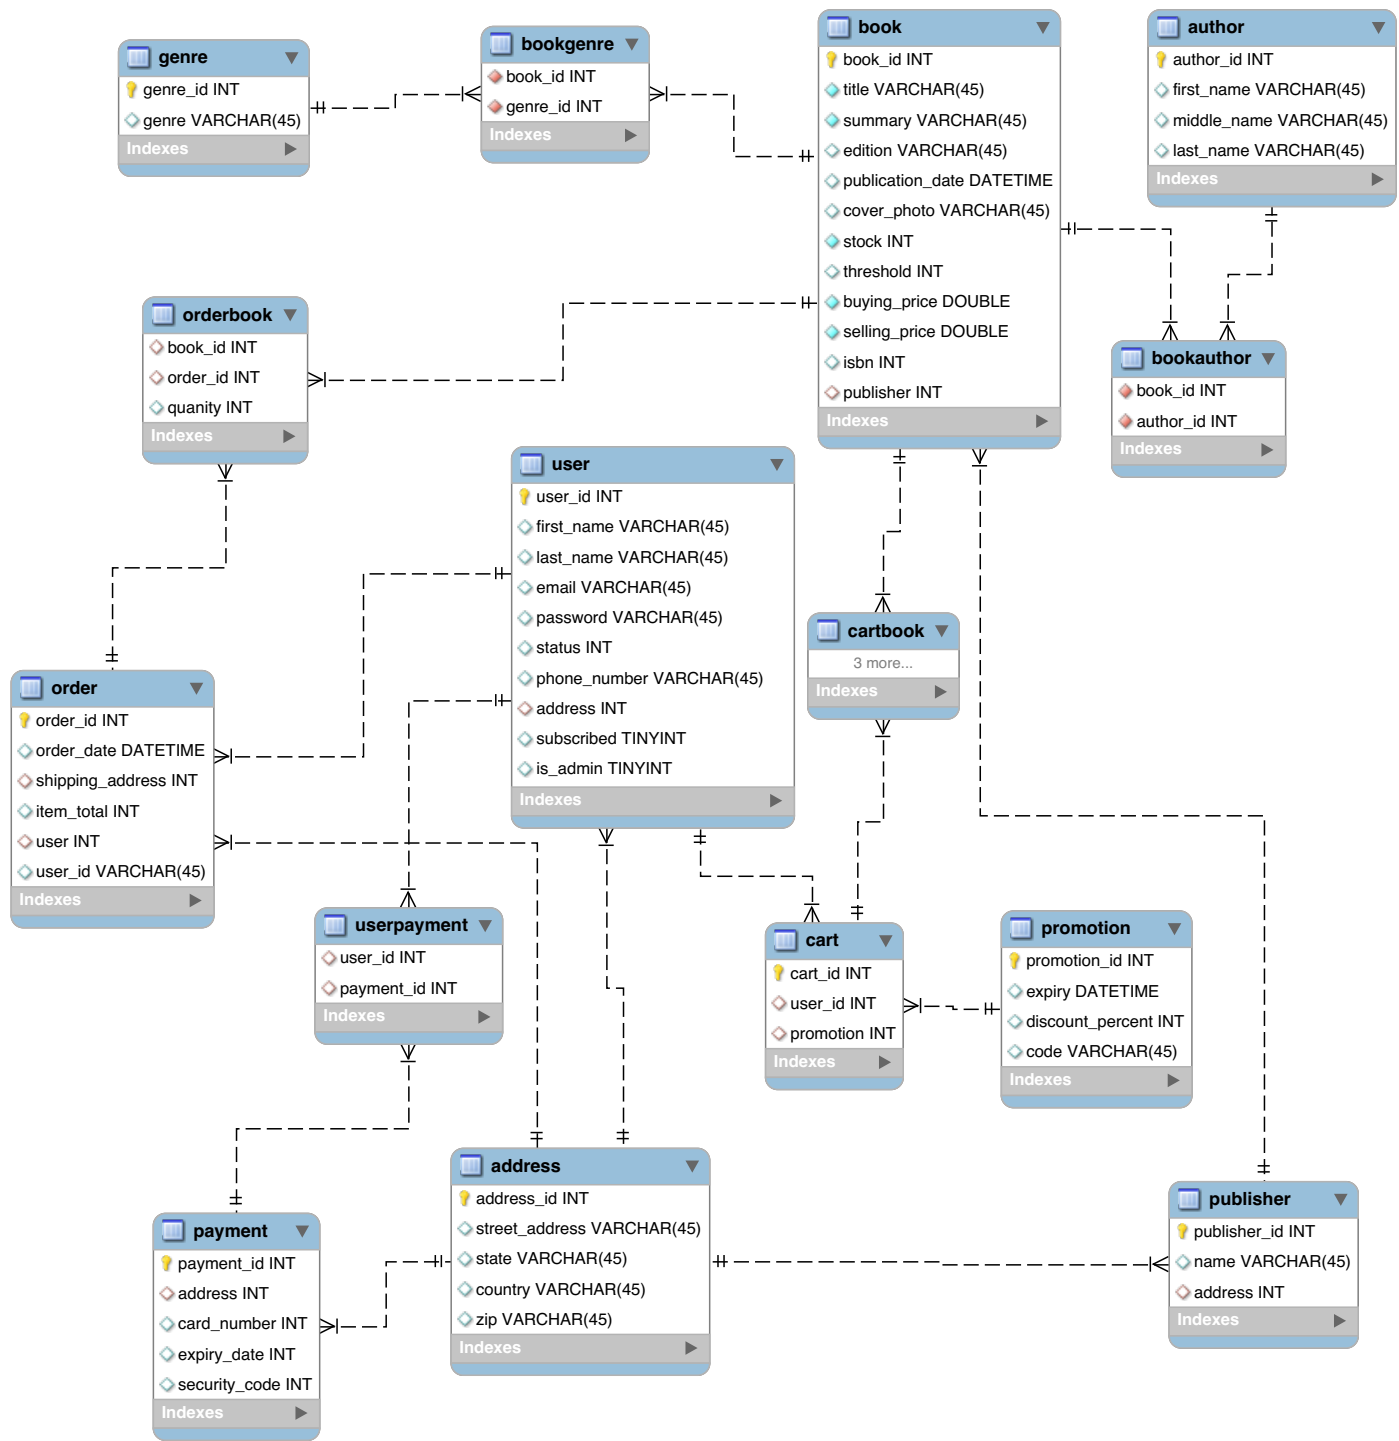 genre
genre_id INT
genre VARCHAR(45)
Indexes
bookgenre
book_id INT
genre_id INT
Indexes
book
book_id INT
title VARCHAR(45)
summary VARCHAR(45)
edition VARCHAR(45)
publication_date DATETIME
cover_photo VARCHAR(45)
stock INT
threshold INT
buying_price DOUBLE
selling_price DOUBLE
isbn INT
publisher INT
Indexes
author
author_id INT
first_name VARCHAR(45)
middle_name VARCHAR(45)
last_name VARCHAR(45)
Indexes
orderbook
book_id INT
order_id INT
quanity INT
Indexes
bookauthor
book_id INT
author_id INT
Indexes
user
user_id INT
first_name VARCHAR(45)
last_name VARCHAR(45)
email VARCHAR(45)
password VARCHAR(45)
status INT
phone_number VARCHAR(45)
address INT
subscribed TINYINT
is_admin TINYINT
Indexes
cartbook
3 more...
Indexes
order
order_id INT
order_date DATETIME
shipping_address INT
item_total INT
user INT
user_id VARCHAR(45)
Indexes
userpayment
user_id INT
payment_id INT
Indexes
cart
cart_id INT
user_id INT
promotion INT
Indexes
promotion
promotion_id INT
expiry DATETIME
discount_percent INT
code VARCHAR(45)
Indexes
address
address_id INT
street_address VARCHAR(45)
state VARCHAR(45)
country VARCHAR(45)
zip VARCHAR(45)
Indexes
publisher
publisher_id INT
name VARCHAR(45)
address INT
Indexes
payment
payment_id INT
address INT
card_number INT
expiry_date INT
security_code INT
Indexes